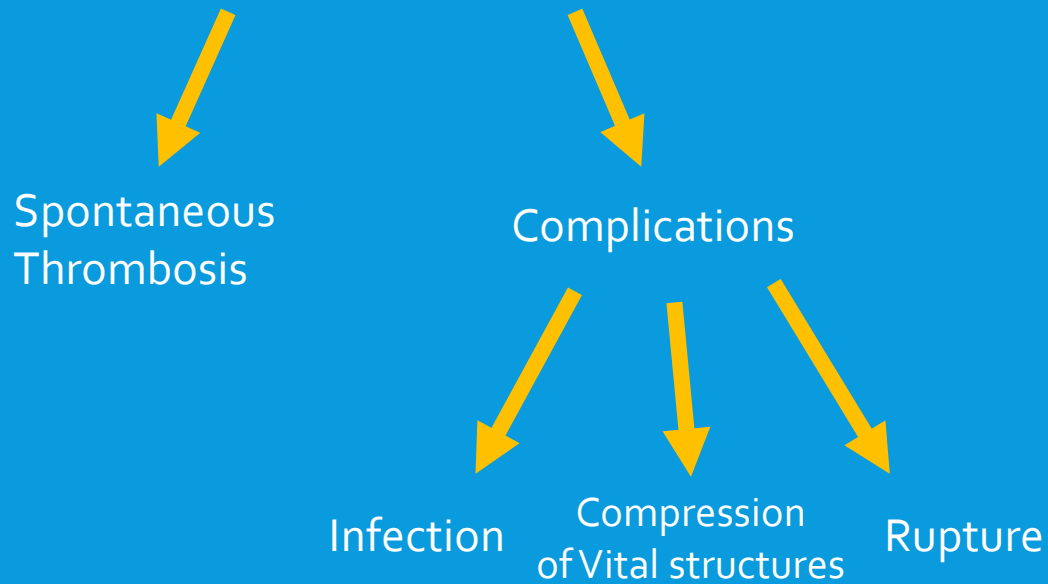 Spontaneous
Thrombosis
Complications
Infection
Compression
of Vital structures
Rupture